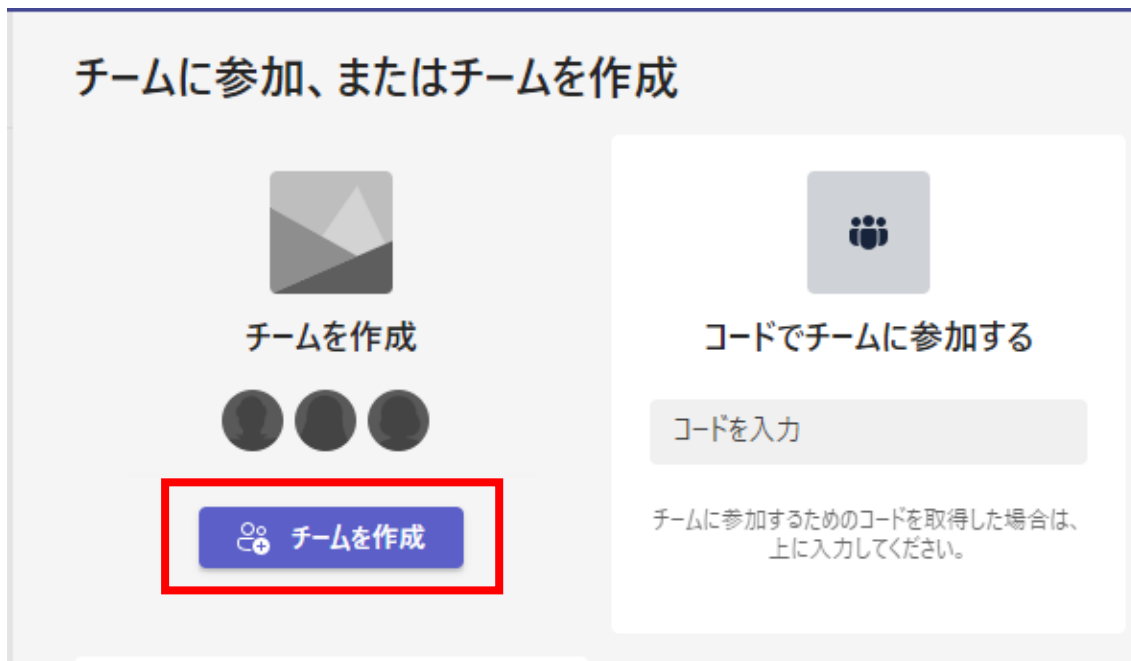 チームに参加、またはチームを作成
チームを作成
チームを作成
コードでチームに参加する
コードを入力
チームに参加するためのコードを取得した場合は、
上に入力してください。